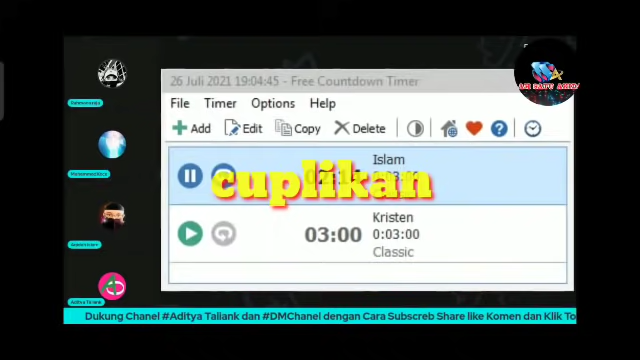 26 Juli 2021 19:04:45 - Free Countdown Timer
File Timer Options Help
Add Edit Copy Delete
Islam
cuplikan
Kristen
03:00
0:03:00
Classic
Dukung Chanel #Aditya Taliank dan #DMChanel dengan Cara Subscreb Share like Komen dan Klik To